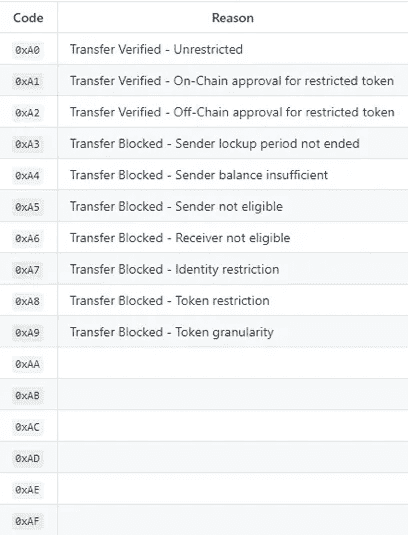 Code Reason
0xA0 Transfer Verified - Unrestricted
0xA1 Transfer Verified - On-Chain approval for restricted token
0xA2 Transfer Verified - Off-Chain approval for restricted token
0xA3 Transfer Blocked - Sender lockup period not ended
0xA4 Transfer Blocked - Sender balance insufficient
0xA5 Transfer Blocked - Sender not eligible
0xA6 Transfer Blocked - Receiver not eligible
0xA7 Transfer Blocked - Identity restriction
0xA8 Transfer Blocked - Token restriction
0xA9 Transfer Blocked - Token granularity
0xAA
0xAB
0xAC
0xAD
0xAE
0xAF